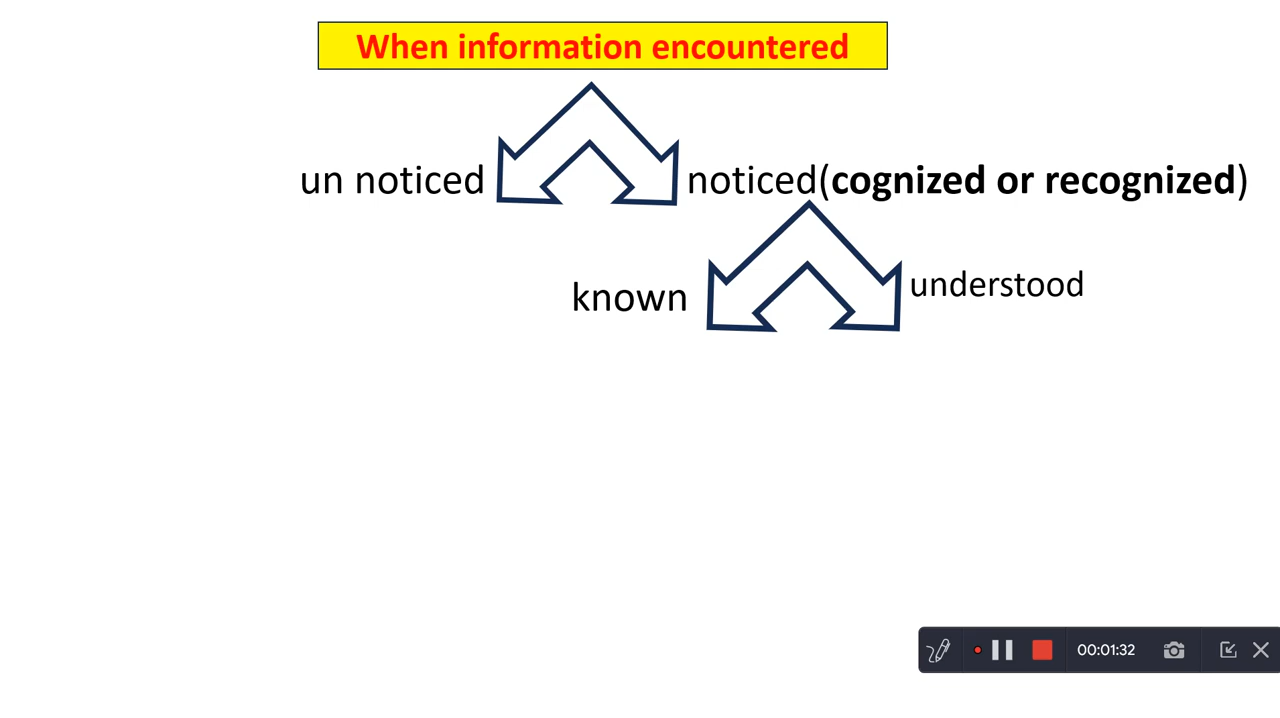 When information encountered
un noticed
noticed(cognized or recognized)
known
understood
00:01:32